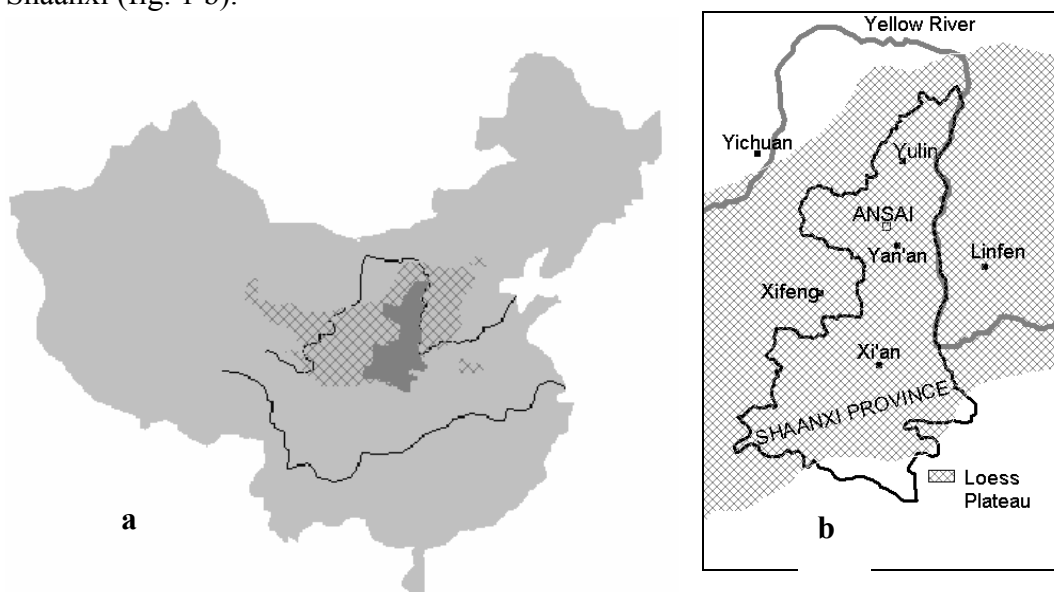 Shaanxi (fig. 1-b).
Yellow River
Yichuan
Yulin
ANSAI
Yan'an
Linfen
Xifeng
Xi'an
SHAANXI PROVINCE
Loess
Plateau
a
b